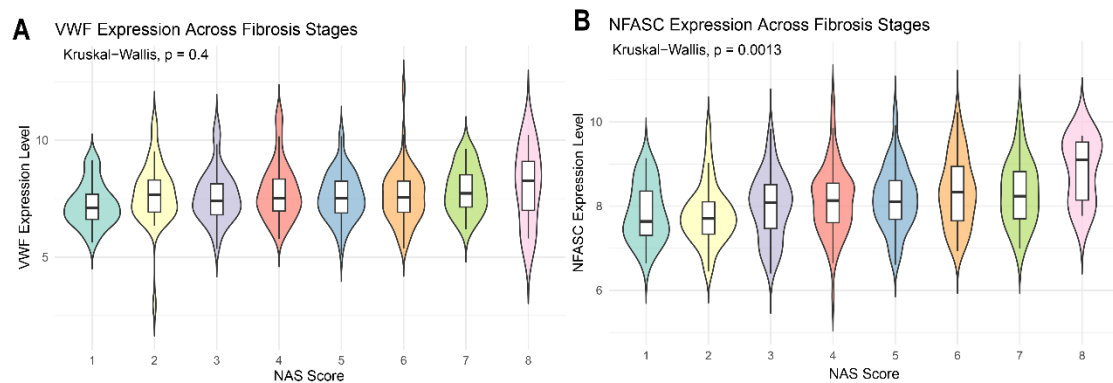 A
VWF Expression Across Fibrosis Stages
Kruskal-Wallis, p = 0.4
VWF Expression Level
10
5
1 2 3 4 5 6 7 8
NAS Score
B
NFASC Expression Across Fibrosis Stages
Kruskal-Wallis, p = 0.0013
NFASC Expression Level
10
8
6
1 2 3 4 5 6 7 8
NAS Score